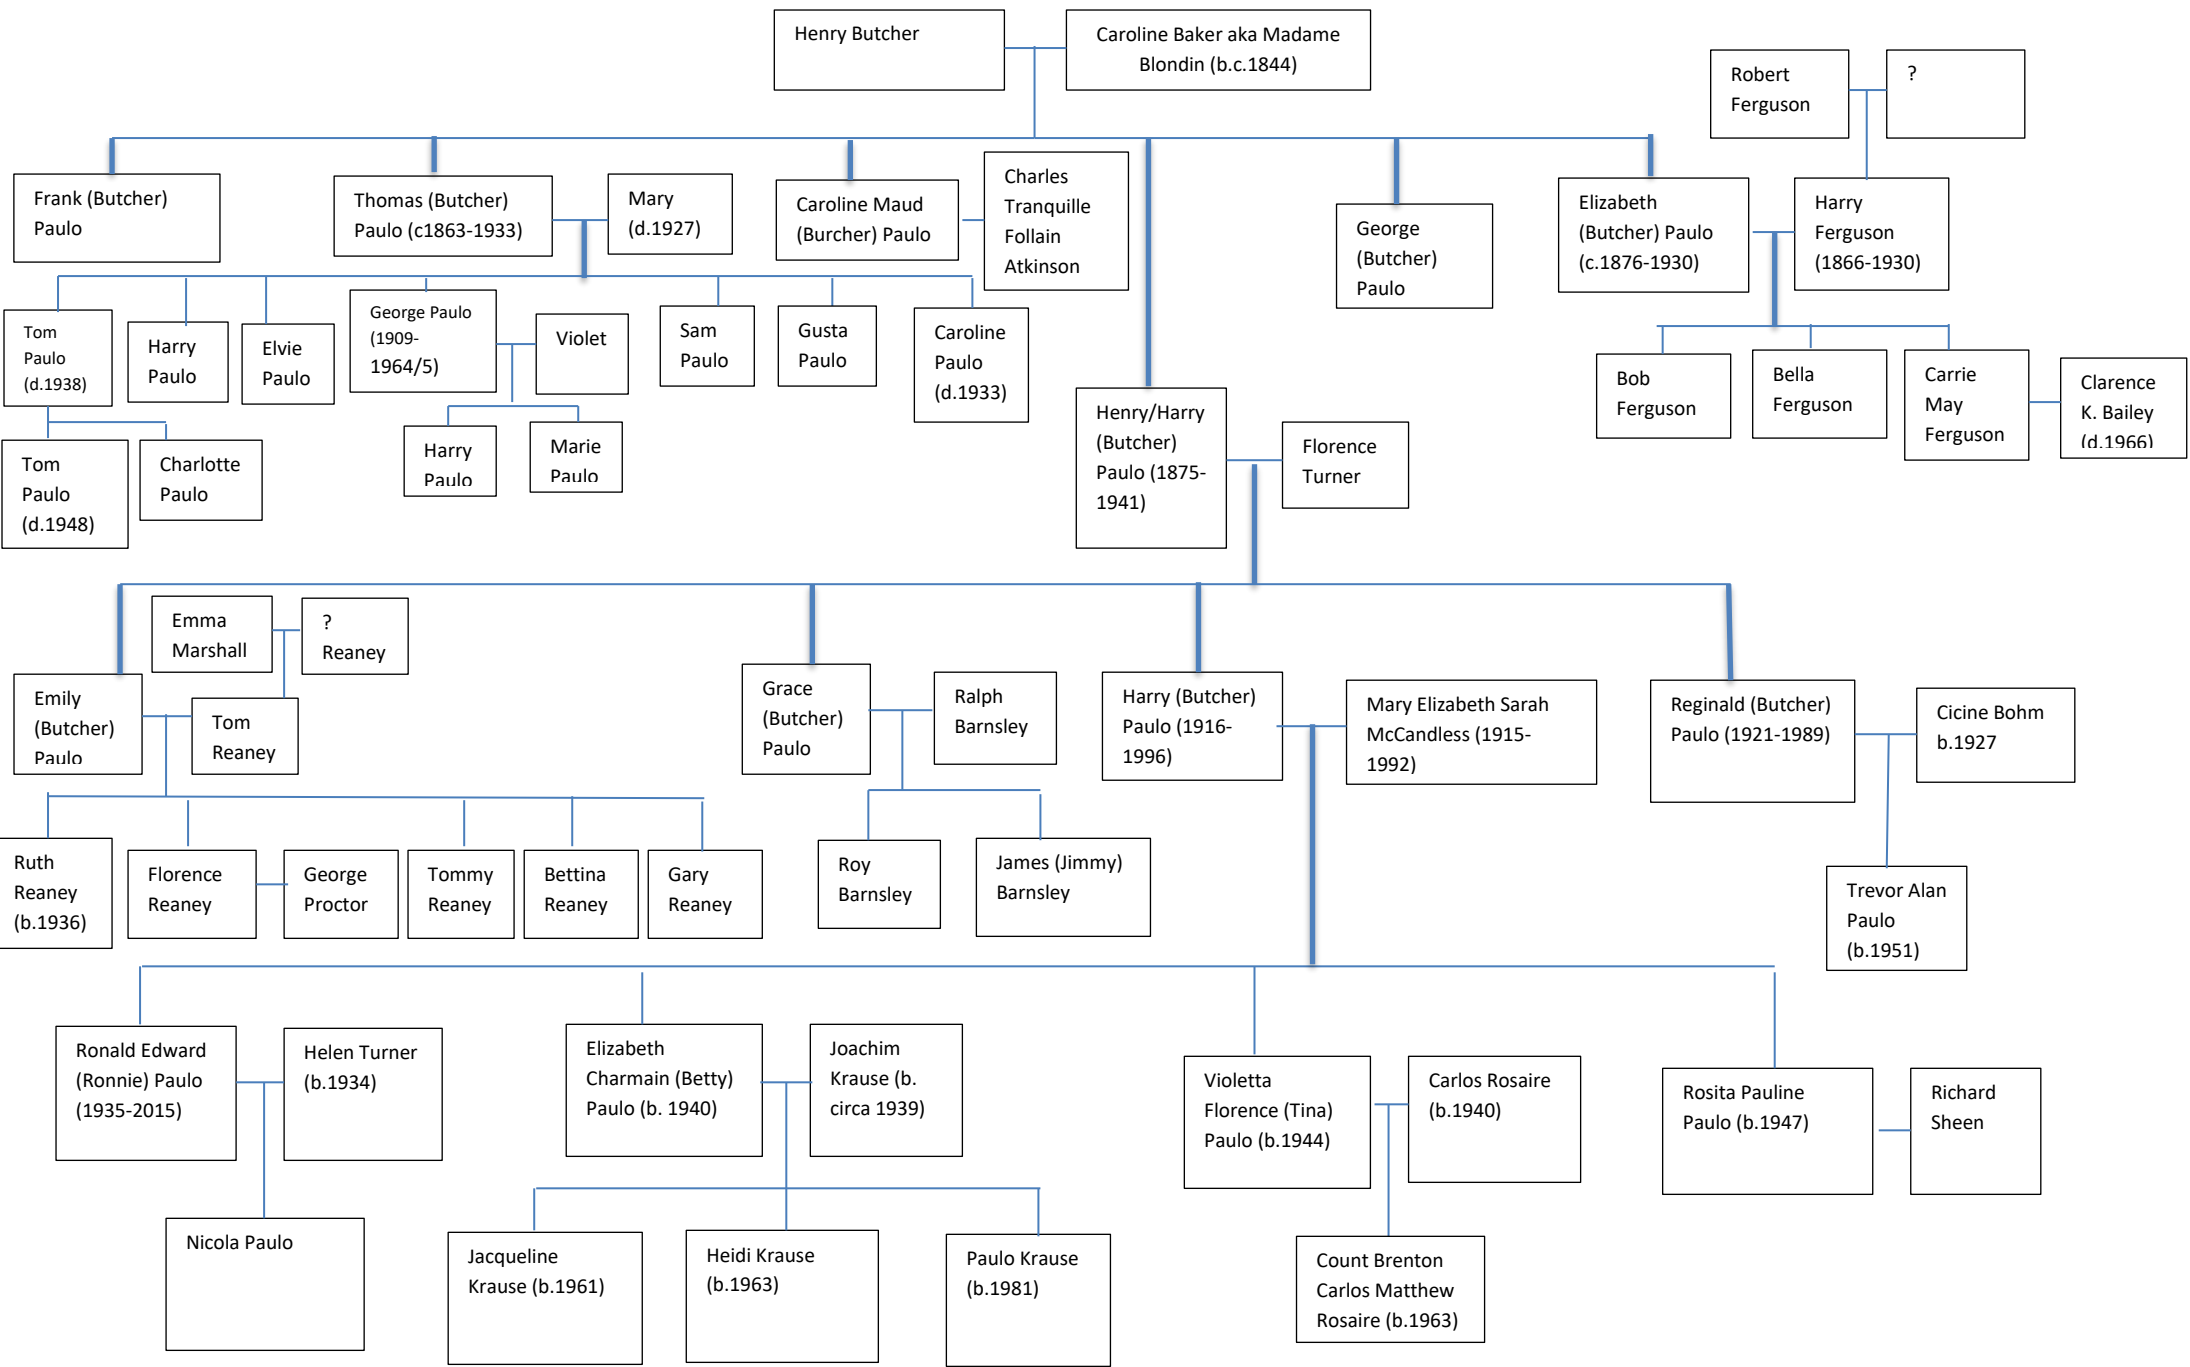 Henry Butcher
Caroline Baker aka Madame
Blondin (b.c.1844)
Robert
Ferguson
?
Frank (Butcher)
Paulo
Thomas (Butcher)
Paulo (c1863-1933)
Mary
(d.1927)
Caroline Maud
(Burcher) Paulo
Charles
Tranquille
Follain
Atkinson
George
(Butcher)
Paulo
Elizabeth
(Butcher) Paulo
(c.1876-1930)
Harry
Ferguson
(1866-1930)
Tom
Paulo
(d.1938)
Harry
Paulo
Elvie
Paulo
George Paulo
(1909-
1964/5)
Violet
Sam
Paulo
Gusta
Paulo
Caroline
Paulo
(d.1933)
Henry/Harry
(Butcher)
Paulo (1875-
1941)
Florence
Turner
Bob
Ferguson
Bella
Ferguson
Carrie
May
Ferguson
Clarence
K. Bailey
(d.1966)
Tom
Paulo
(d.1948)
Charlotte
Paulo
Harry
Paulo
Marie
Paulo
Emma
Marshall
?
Reaney
Emily
(Butcher)
Paulo
Tom
Reaney
Grace
(Butcher)
Paulo
Ralph
Barnsley
Harry (Butcher)
Paulo (1916-
1996)
Mary Elizabeth Sarah
McCandless (1915-
1992)
Reginald (Butcher)
Paulo (1921-1989)
Cicine Bohm
b.1927
Ruth
Reaney
(b.1936)
Florence
Reaney
George
Proctor
Tommy
Reaney
Bettina
Reaney
Gary
Reaney
Roy
Barnsley
James (Jimmy)
Barnsley
Trevor Alan
Paulo
(b.1951)
Ronald Edward
(Ronnie) Paulo
(1935-2015)
Helen Turner
(b.1934)
Elizabeth
Charmain (Betty)
Paulo (b. 1940)
Joachim
Krause (b.
circa 1939)
Violetta
Florence (Tina)
Paulo (b.1944)
Carlos Rosaire
(b.1940)
Rosita Pauline
Paulo (b.1947)
Richard
Sheen
Nicola Paulo
Jacqueline
Krause (b.1961)
Heidi Krause
(b.1963)
Paulo Krause
(b.1981)
Count Brenton
Carlos Matthew
Rosaire (b.1963)